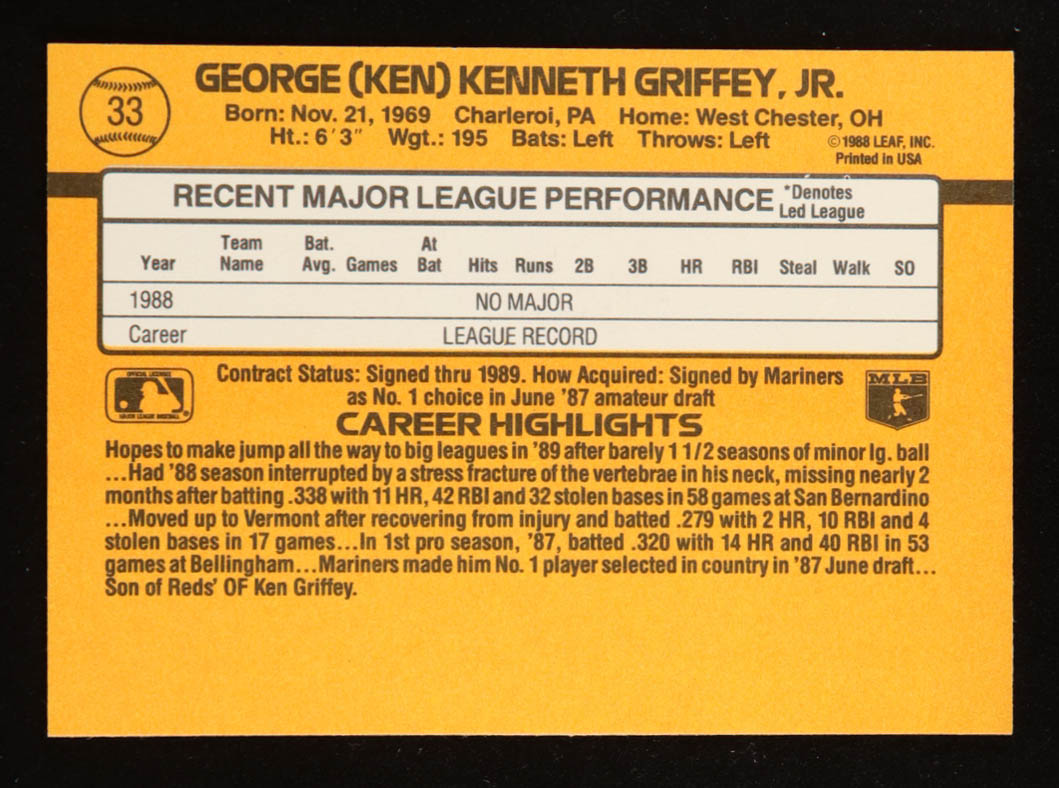 33
GEORGE (KEN) KENNETH GRIFFEY, JR.
Born: Nov. 21, 1969 Charleroi, PA Home: West Chester, OH
Ht.: 6'3" Wgt.: 195 Bats: Left Throws: Left
©1988 LEAF, INC.
Printed in USA
RECENT MAJOR LEAGUE PERFORMANCE *Denotes Led League
Year Team Name Bat. Avg. Games At Bat Hits Runs 2B 3B HR RBI Steal Walk SO
1988 NO MAJOR
Career LEAGUE RECORD
OFFICIAL LICENSEE
MAJOR LEAGUE BASEBALL
Contract Status: Signed thru 1989. How Acquired: Signed by Mariners
as No. 1 choice in June '87 amateur draft
MLB
CAREER HIGHLIGHTS
Hopes to make jump all the way to big leagues in '89 after barely 1 1/2 seasons of minor lg. ball
...Had '88 season interrupted by a stress fracture of the vertebrae in his neck, missing nearly 2
months after batting .338 with 11 HR, 42 RBI and 32 stolen bases in 58 games at San Bernardino
...Moved up to Vermont after recovering from injury and batted .279 with 2 HR, 10 RBI and 4
stolen bases in 17 games...In 1st pro season, '87, batted .320 with 14 HR and 40 RBI in 53
games at Bellingham...Mariners made him No. 1 player selected in country in '87 June draft...
Son of Reds' OF Ken Griffey.